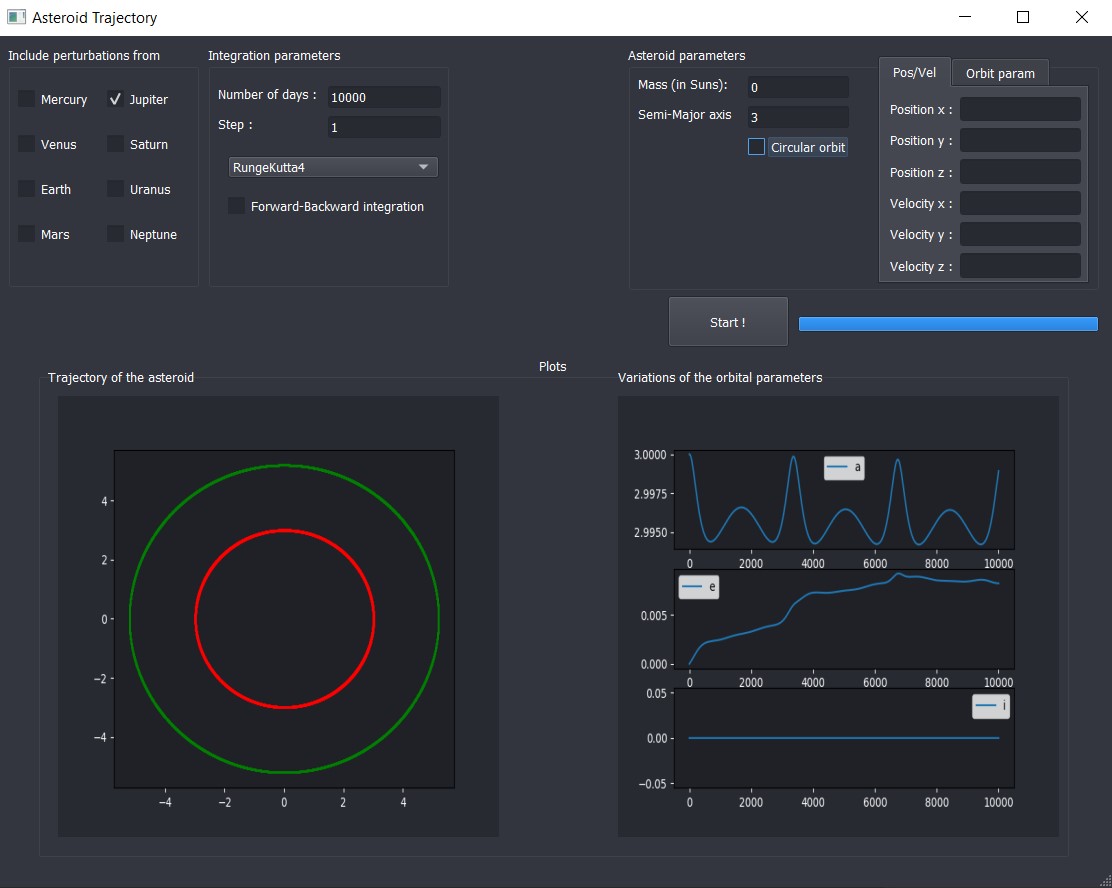 Asteroid Trajectory
Include perturbations from
Mercury
Jupiter
Venus
Saturn
Earth
Uranus
Mars
Neptune
Integration parameters
Number of days :
10000
Step :
1
RungeKutta4
Forward-Backward integration
Asteroid parameters
Mass (in Suns):
0
Semi-Major axis
3
Circular orbit
Pos/Vel
Orbit param
Position x :
Position y :
Position z :
Velocity x :
Velocity y :
Velocity z :
Start !
Plots
Trajectory of the asteroid
4
2
0
−2
−4
−4 −2 0 2 4
Variations of the orbital parameters
3.0000
2.9975
2.9950
a
0 2000 4000 6000 8000 10000
e
0.005
0.000
0 2000 4000 6000 8000 10000
0.05
0.00
−0.05
i
0 2000 4000 6000 8000 10000